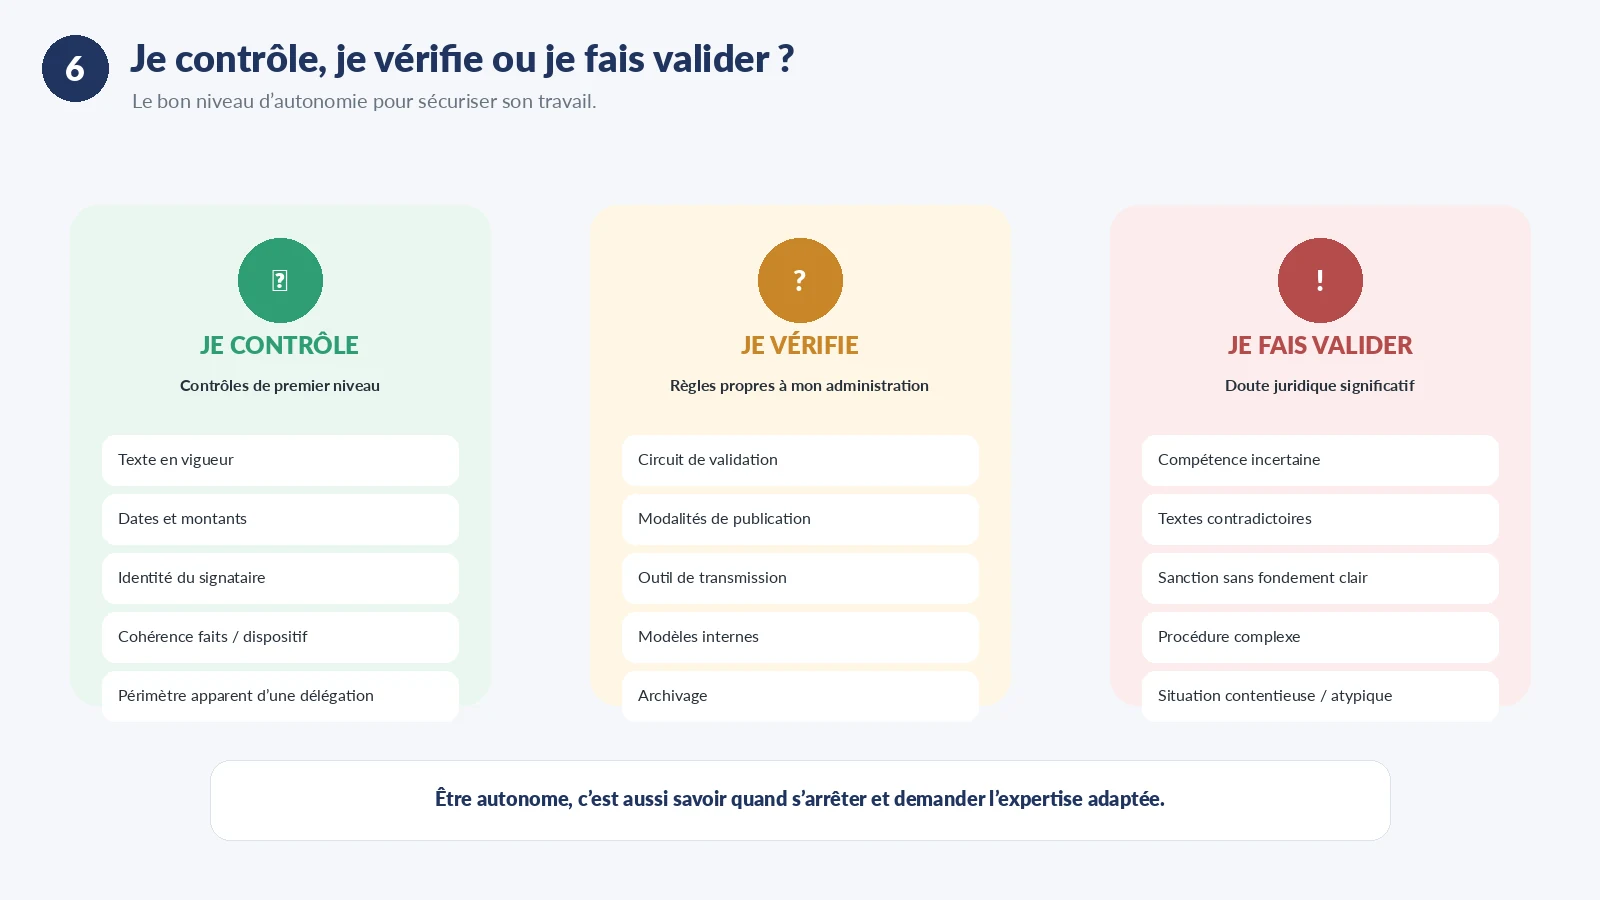 6
Je contrôle, je vérifie ou je fais valider ?
Le bon niveau d’autonomie pour sécuriser son travail.
?
JE CONTRÔLE
Contrôles de premier niveau
Texte en vigueur
Dates et montants
Identité du signataire
Cohérence faits / dispositif
Périmètre apparent d’une délégation
?
JE VÉRIFIE
Règles propres à mon administration
Circuit de validation
Modalités de publication
Outil de transmission
Modèles internes
Archivage
!
JE FAIS VALIDER
Doute juridique significatif
Compétence incertaine
Textes contradictoires
Sanction sans fondement clair
Procédure complexe
Situation contentieuse / atypique
Être autonome, c’est aussi savoir quand s’arrêter et demander l’expertise adaptée.